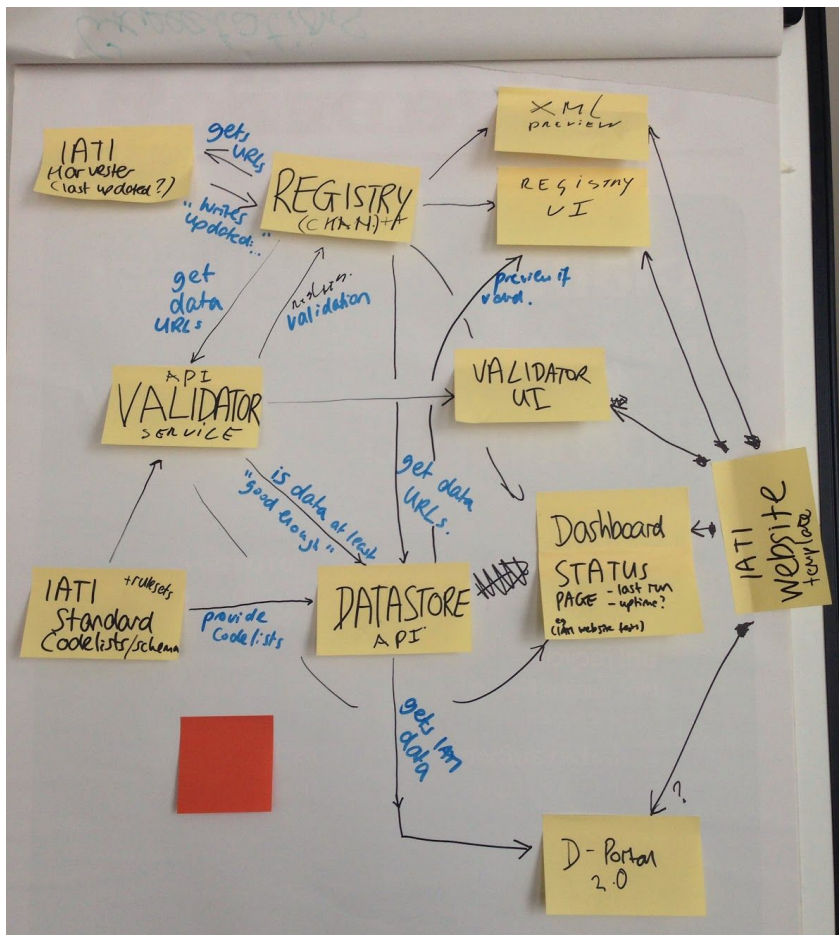 IATI
Harvester
(last updated?)
gets
URLs
"writes
updated..."
REGISTRY
(CKAN)+A
XML
PREVIEW
REGISTRY
UI
get
data
URLs
validation
preview if
valid.
API
VALIDATOR
SERVICE
VALIDATOR
UI
is data at least
"good enough"
get data
URLs.
IATI +rulesets
Standard
Codelists/schema
provide
Codelists
DATASTORE
API
Dashboard
STATUS
PAGE - last run
- uptime?
IATI
Website
template
gets IATI
data
?
D-Portal
2.0